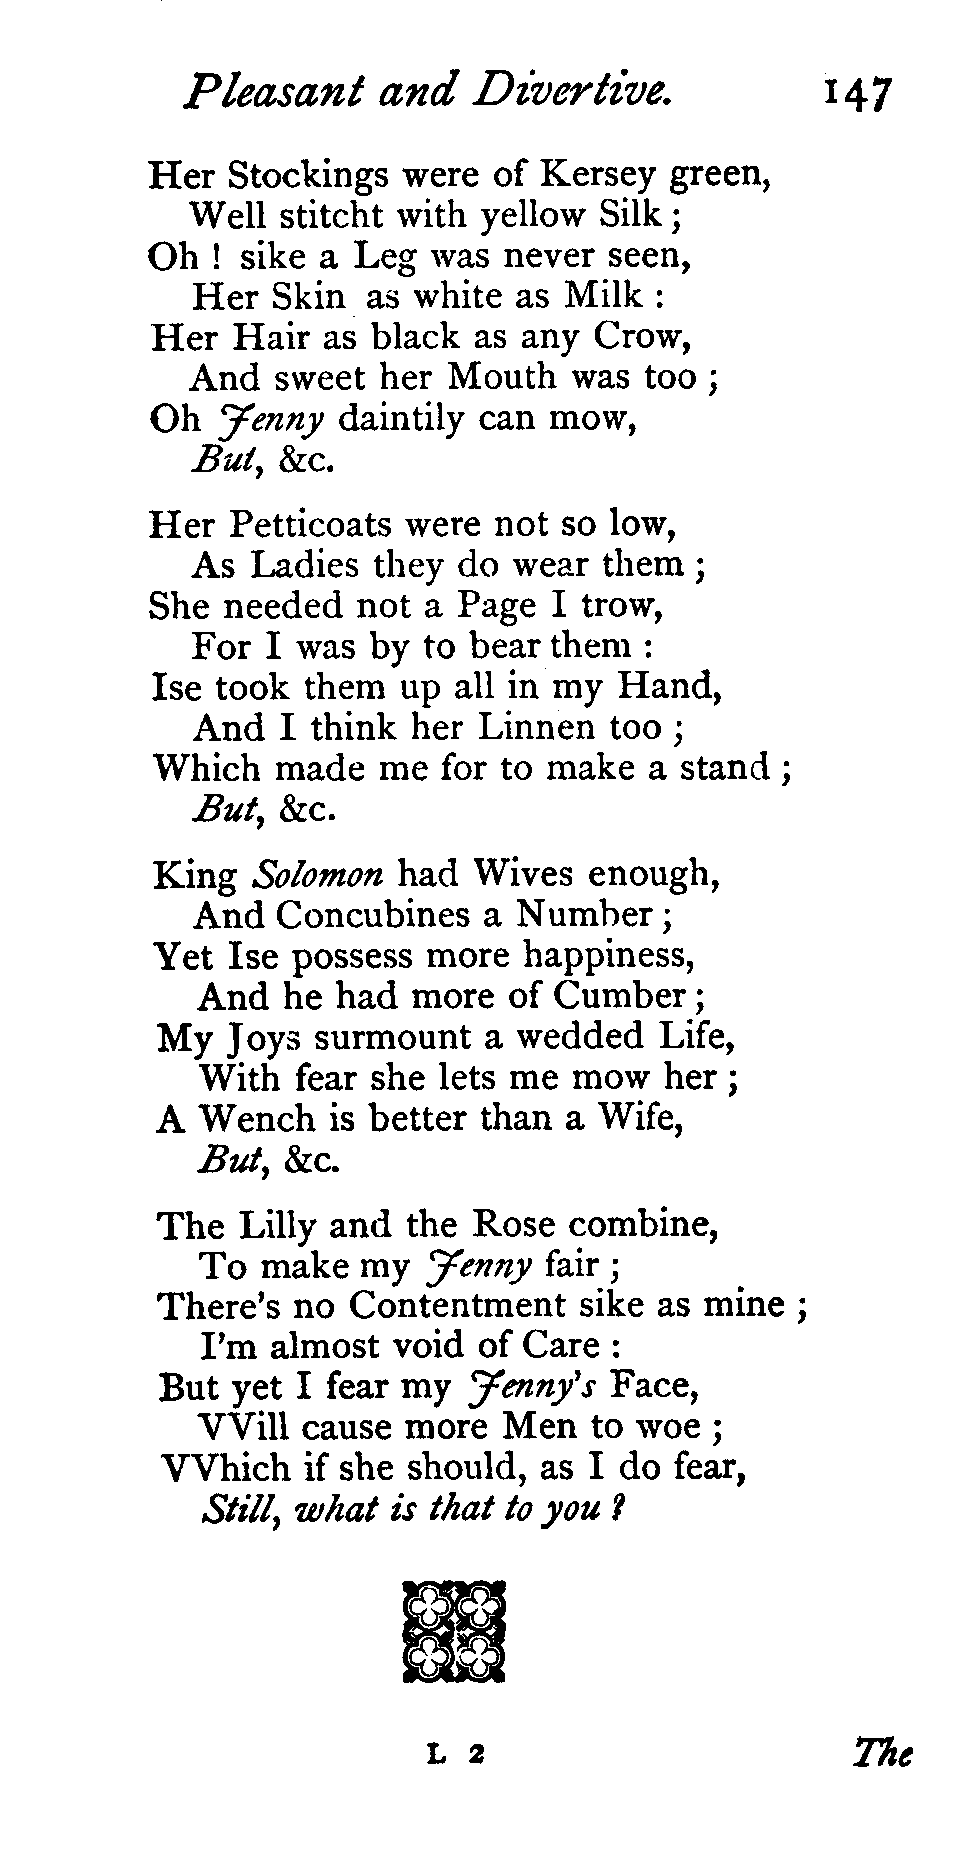 Pleasant and Divertive. 147
Her Stockings were of Kersey green,
Well stitcht with yellow Silk ;
Oh ! sike a Leg was never seen,
Her Skin as white as Milk :
Her Hair as black as any Crow,
And sweet her Mouth was too ;
Oh Jenny daintily can mow,
But, &c.
Her Petticoats were not so low,
As Ladies they do wear them ;
She needed not a Page I trow,
For I was by to bear them :
Ise took them up all in my Hand,
And I think her Linnen too ;
Which made me for to make a stand ;
But, &c.
King Solomon had Wives enough,
And Concubines a Number ;
Yet Ise possess more happiness,
And he had more of Cumber ;
My Joys surmount a wedded Life,
With fear she lets me mow her ;
A Wench is better than a Wife,
But, &c.
The Lilly and the Rose combine,
To make my Jenny fair ;
There's no Contentment sike as mine ;
I'm almost void of Care :
But yet I fear my Jenny's Face,
VVill cause more Men to woe ;
VVhich if she should, as I do fear,
Still, what is that to you ?
L 2 The